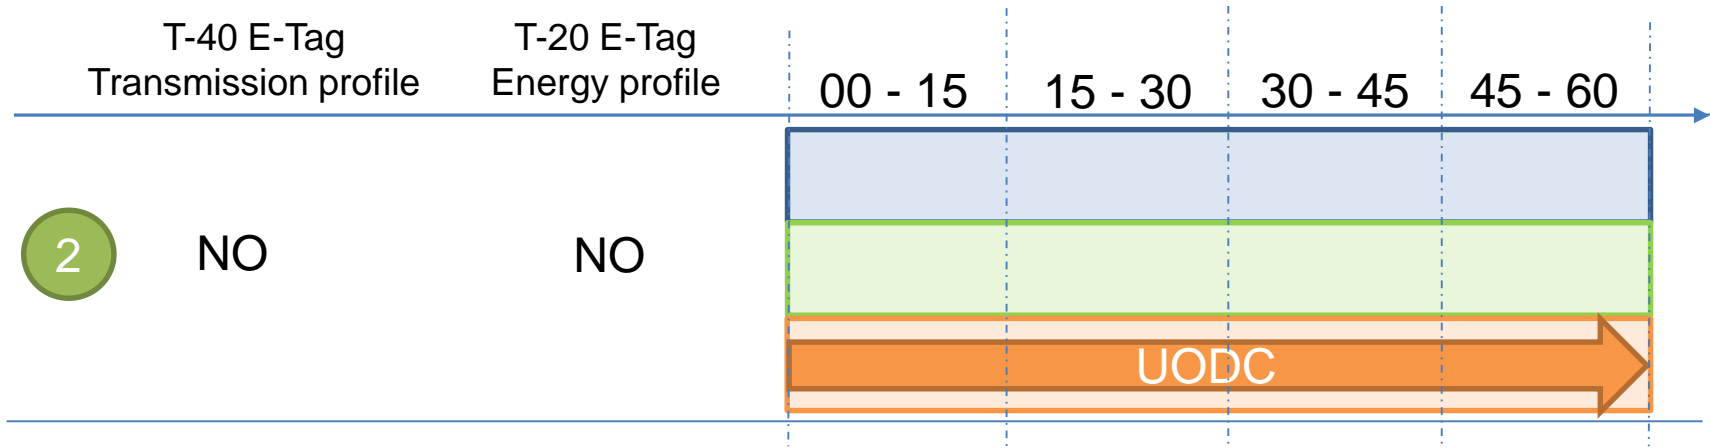 T-40 E-Tag
Transmission profile
T-20 E-Tag
Energy profile
00 - 15
15 - 30
30 - 45
45 - 60
2
NO
NO
UODC